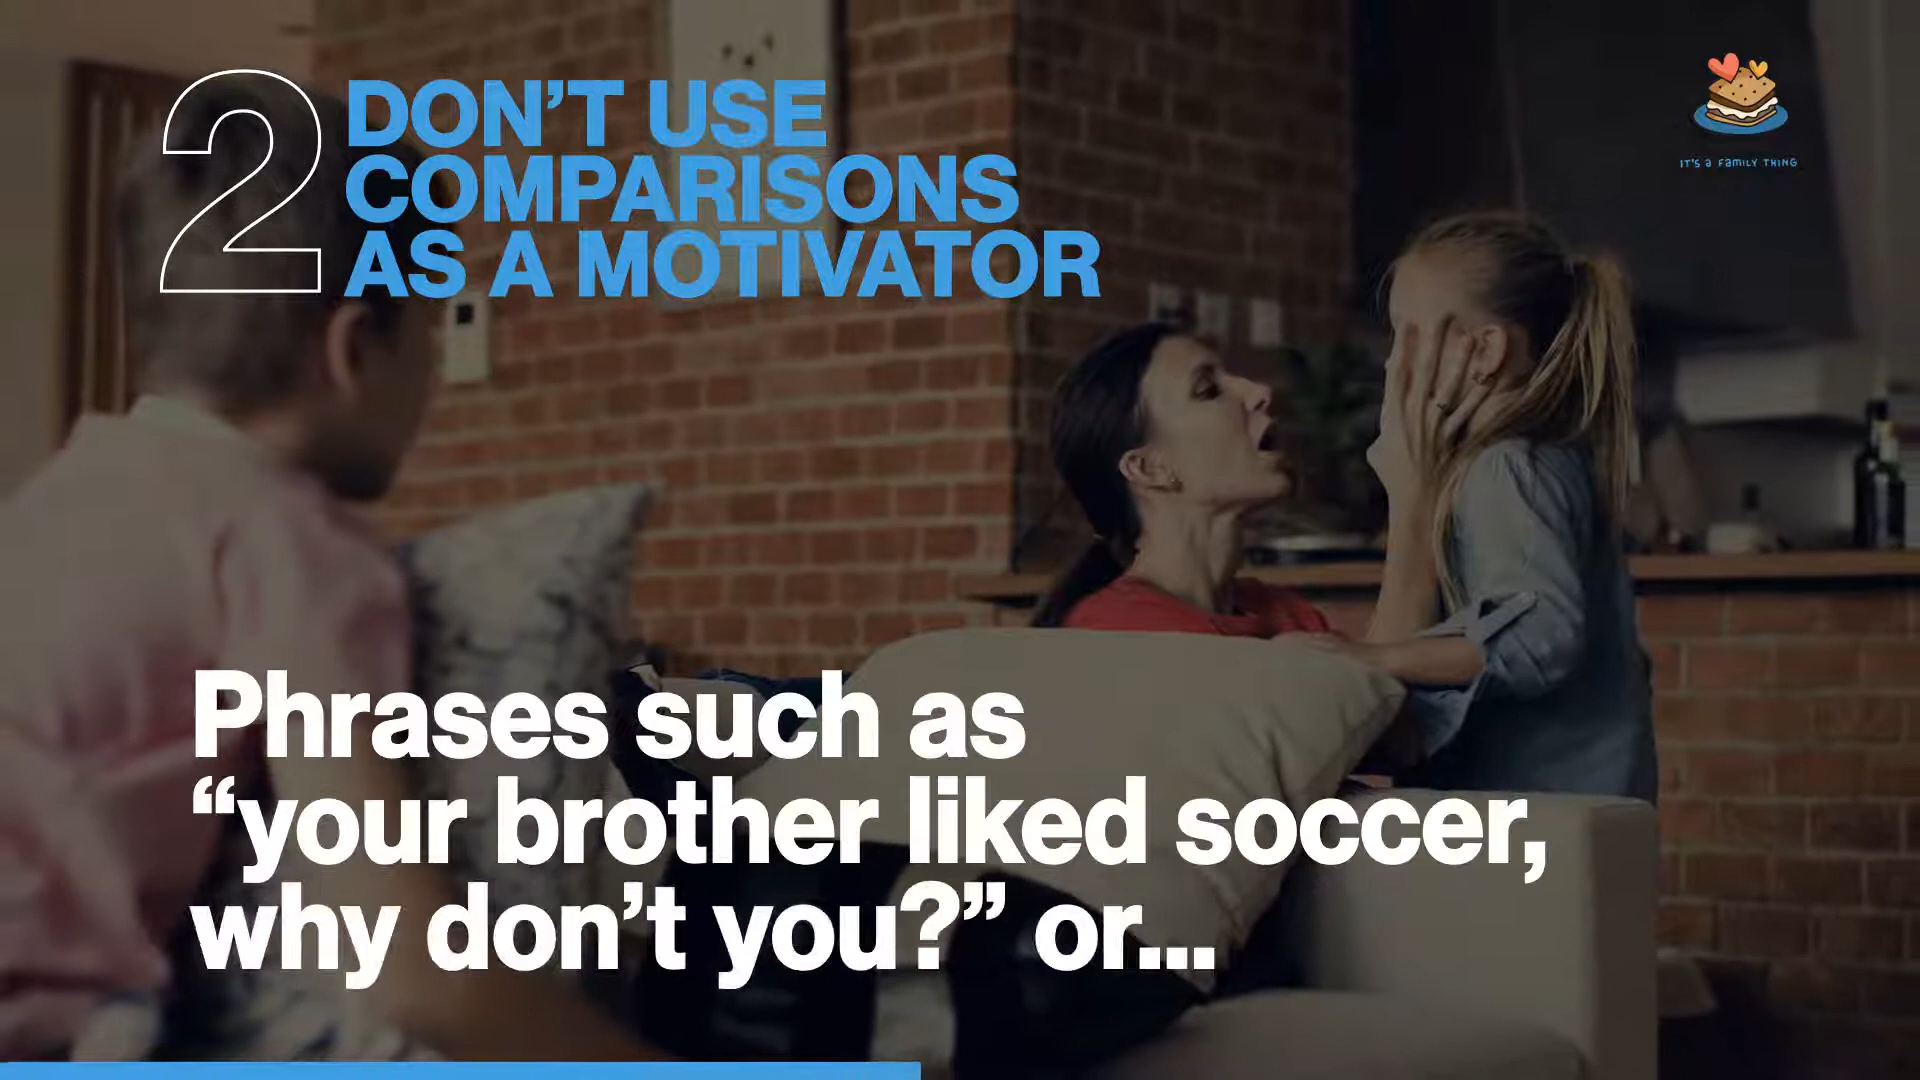 2
DON’T USE
COMPARISONS
AS A MOTIVATOR
IT'S a FamiLY THING
Phrases such as
“your brother liked soccer,
why don’t you?” or...